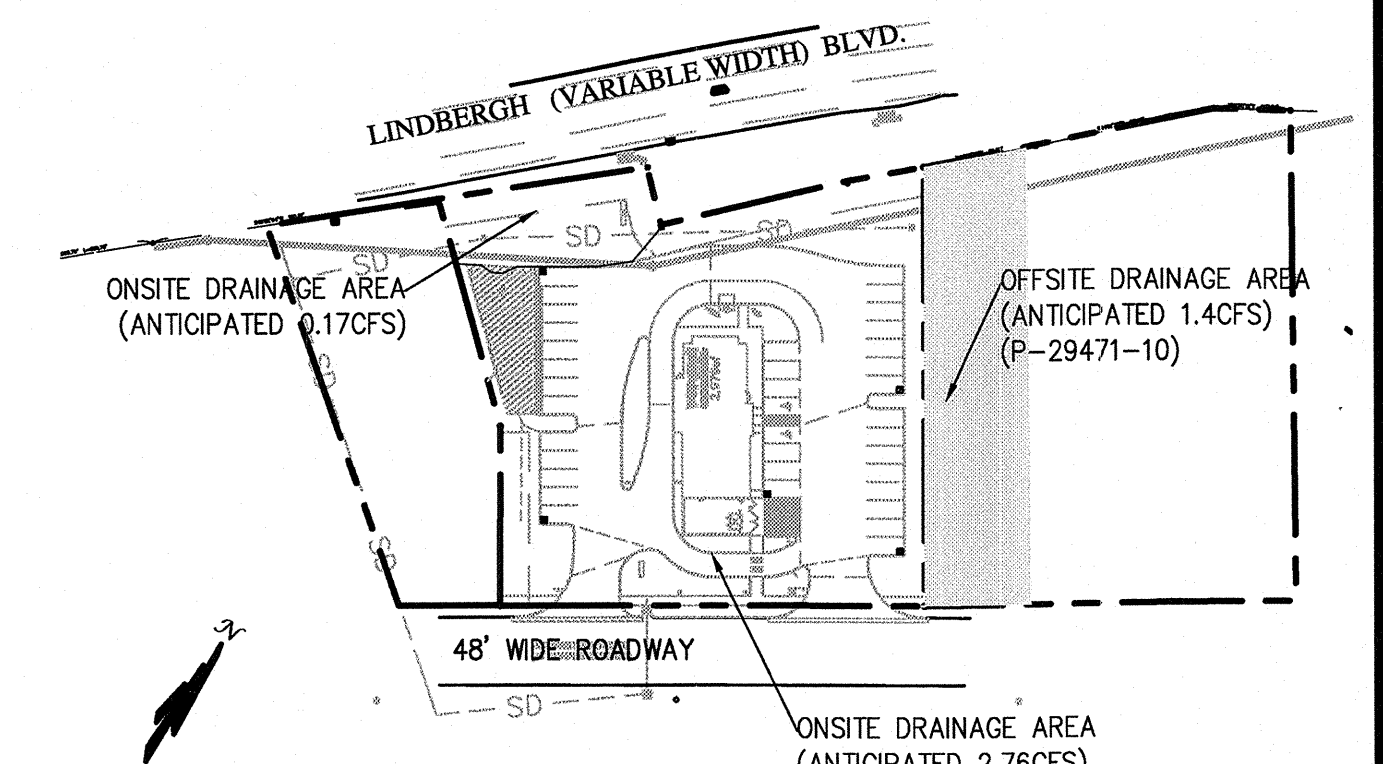 LINDBERGH (VARIABLE WIDTH) BLVD.
SD
SD
SD
ONSITE DRAINAGE AREA
(ANTICIPATED 0.17CFS)
OFFSITE DRAINAGE AREA
(ANTICIPATED 1.4CFS)
(P-29471-10)
SD
SD
48' WIDE ROADWAY
SD
ONSITE DRAINAGE AREA
(ANTICIPATED 2.76CFS)